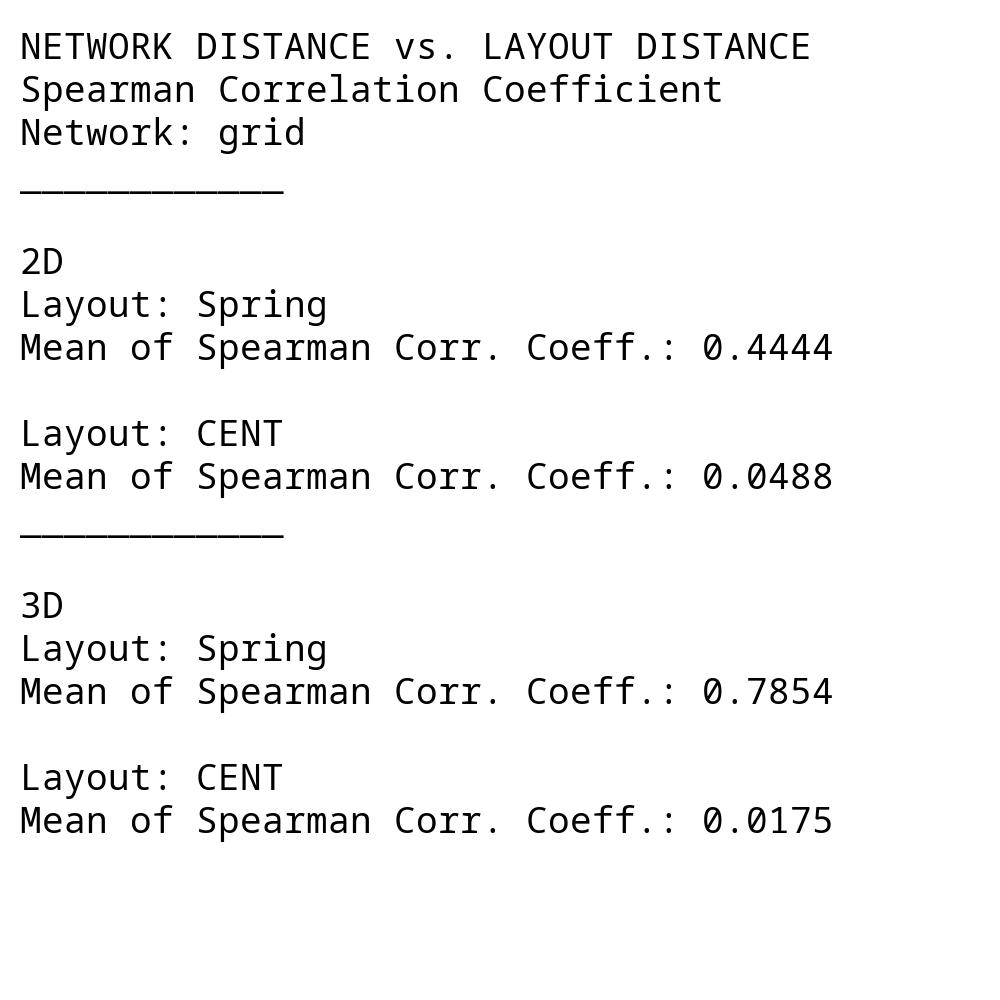 NETWORK DISTANCE vs. LAYOUT DISTANCE
Spearman Correlation Coefficient
Network: grid
____________
2D
Layout: Spring
Mean of Spearman Corr. Coeff.: 0.4444
Layout: CENT
Mean of Spearman Corr. Coeff.: 0.0488
____________
3D
Layout: Spring
Mean of Spearman Corr. Coeff.: 0.7854
Layout: CENT
Mean of Spearman Corr. Coeff.: 0.0175